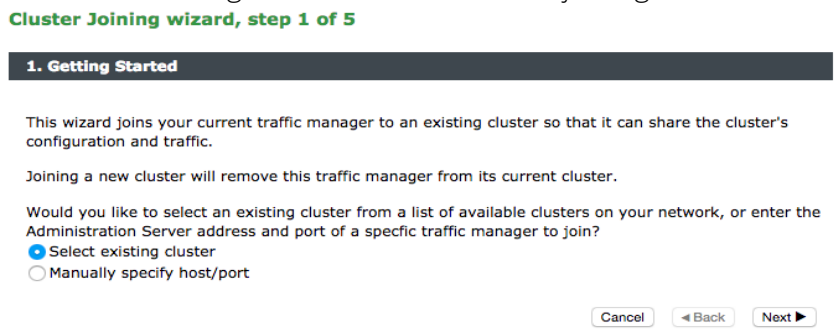 Cluster Joining wizard, step 1 of 5
1. Getting Started
This wizard joins your current traffic manager to an existing cluster so that it can share the cluster's
configuration and traffic.
Joining a new cluster will remove this traffic manager from its current cluster.
Would you like to select an existing cluster from a list of available clusters on your network, or enter the
Administration Server address and port of a specfic traffic manager to join?
Select existing cluster
Manually specify host/port
Cancel ◀ Back Next ▶